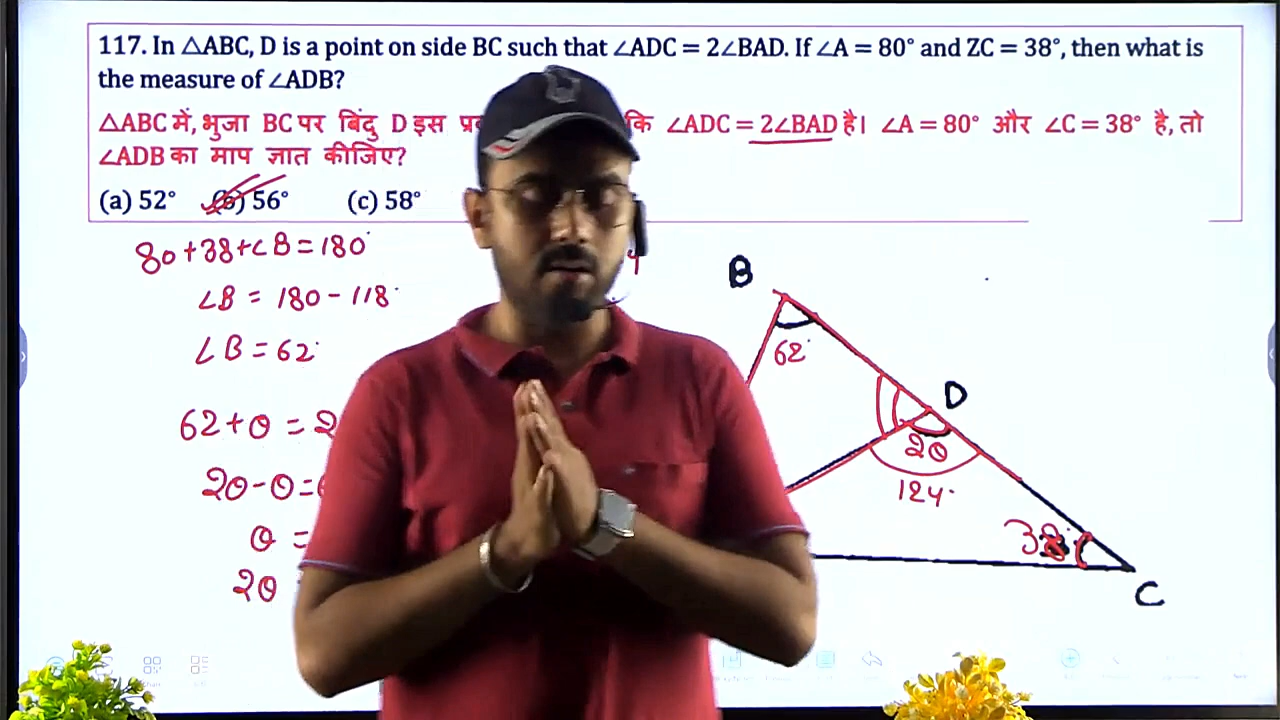 117. In △ABC, D is a point on side BC such that ∠ADC = 2∠BAD. If ∠A = 80° and ZC = 38°, then what is
the measure of ∠ADB?
△ABC में, भुजा BC पर बिंदु D इस कि ∠ADC = 2∠BAD है। ∠A = 80° और ∠C = 38° है, तो
∠ADB का माप ज्ञात कीजिए?
(a) 52° (b) 56° (c) 58°
80+38+∠B=180°
∠B = 180-118°
∠B = 62°
62+θ = 2
2θ-θ=
θ =
2θ
B
62°
D
2θ
124°
38°
C